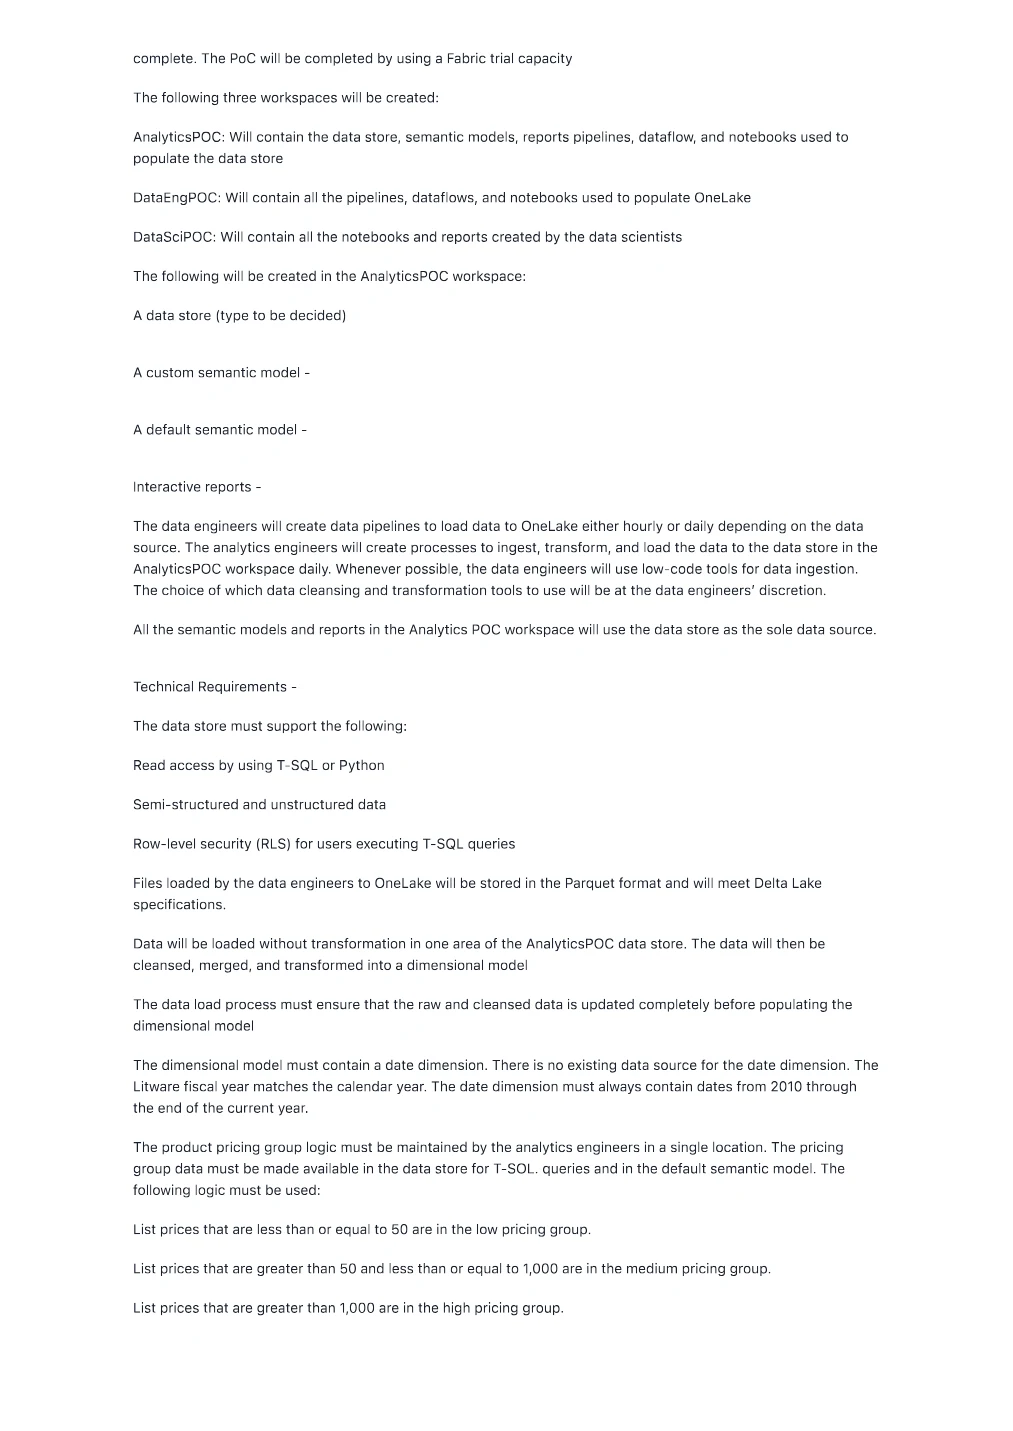 complete. The PoC will be completed by using a Fabric trial capacity
The following three workspaces will be created:
AnalyticsPOC: Will contain the data store, semantic models, reports pipelines, dataflow, and notebooks used to
populate the data store
DataEngPOC: Will contain all the pipelines, dataflows, and notebooks used to populate OneLake
DataSciPOC: Will contain all the notebooks and reports created by the data scientists
The following will be created in the AnalyticsPOC workspace:
A data store (type to be decided)
A custom semantic model -
A default semantic model -
Interactive reports -
The data engineers will create data pipelines to load data to OneLake either hourly or daily depending on the data
source. The analytics engineers will create processes to ingest, transform, and load the data to the data store in the
AnalyticsPOC workspace daily. Whenever possible, the data engineers will use low-code tools for data ingestion.
The choice of which data cleansing and transformation tools to use will be at the data engineers’ discretion.
All the semantic models and reports in the Analytics POC workspace will use the data store as the sole data source.
Technical Requirements -
The data store must support the following:
Read access by using T-SQL or Python
Semi-structured and unstructured data
Row-level security (RLS) for users executing T-SQL queries
Files loaded by the data engineers to OneLake will be stored in the Parquet format and will meet Delta Lake
specifications.
Data will be loaded without transformation in one area of the AnalyticsPOC data store. The data will then be
cleansed, merged, and transformed into a dimensional model
The data load process must ensure that the raw and cleansed data is updated completely before populating the
dimensional model
The dimensional model must contain a date dimension. There is no existing data source for the date dimension. The
Litware fiscal year matches the calendar year. The date dimension must always contain dates from 2010 through
the end of the current year.
The product pricing group logic must be maintained by the analytics engineers in a single location. The pricing
group data must be made available in the data store for T-SOL. queries and in the default semantic model. The
following logic must be used:
List prices that are less than or equal to 50 are in the low pricing group.
List prices that are greater than 50 and less than or equal to 1,000 are in the medium pricing group.
List prices that are greater than 1,000 are in the high pricing group.